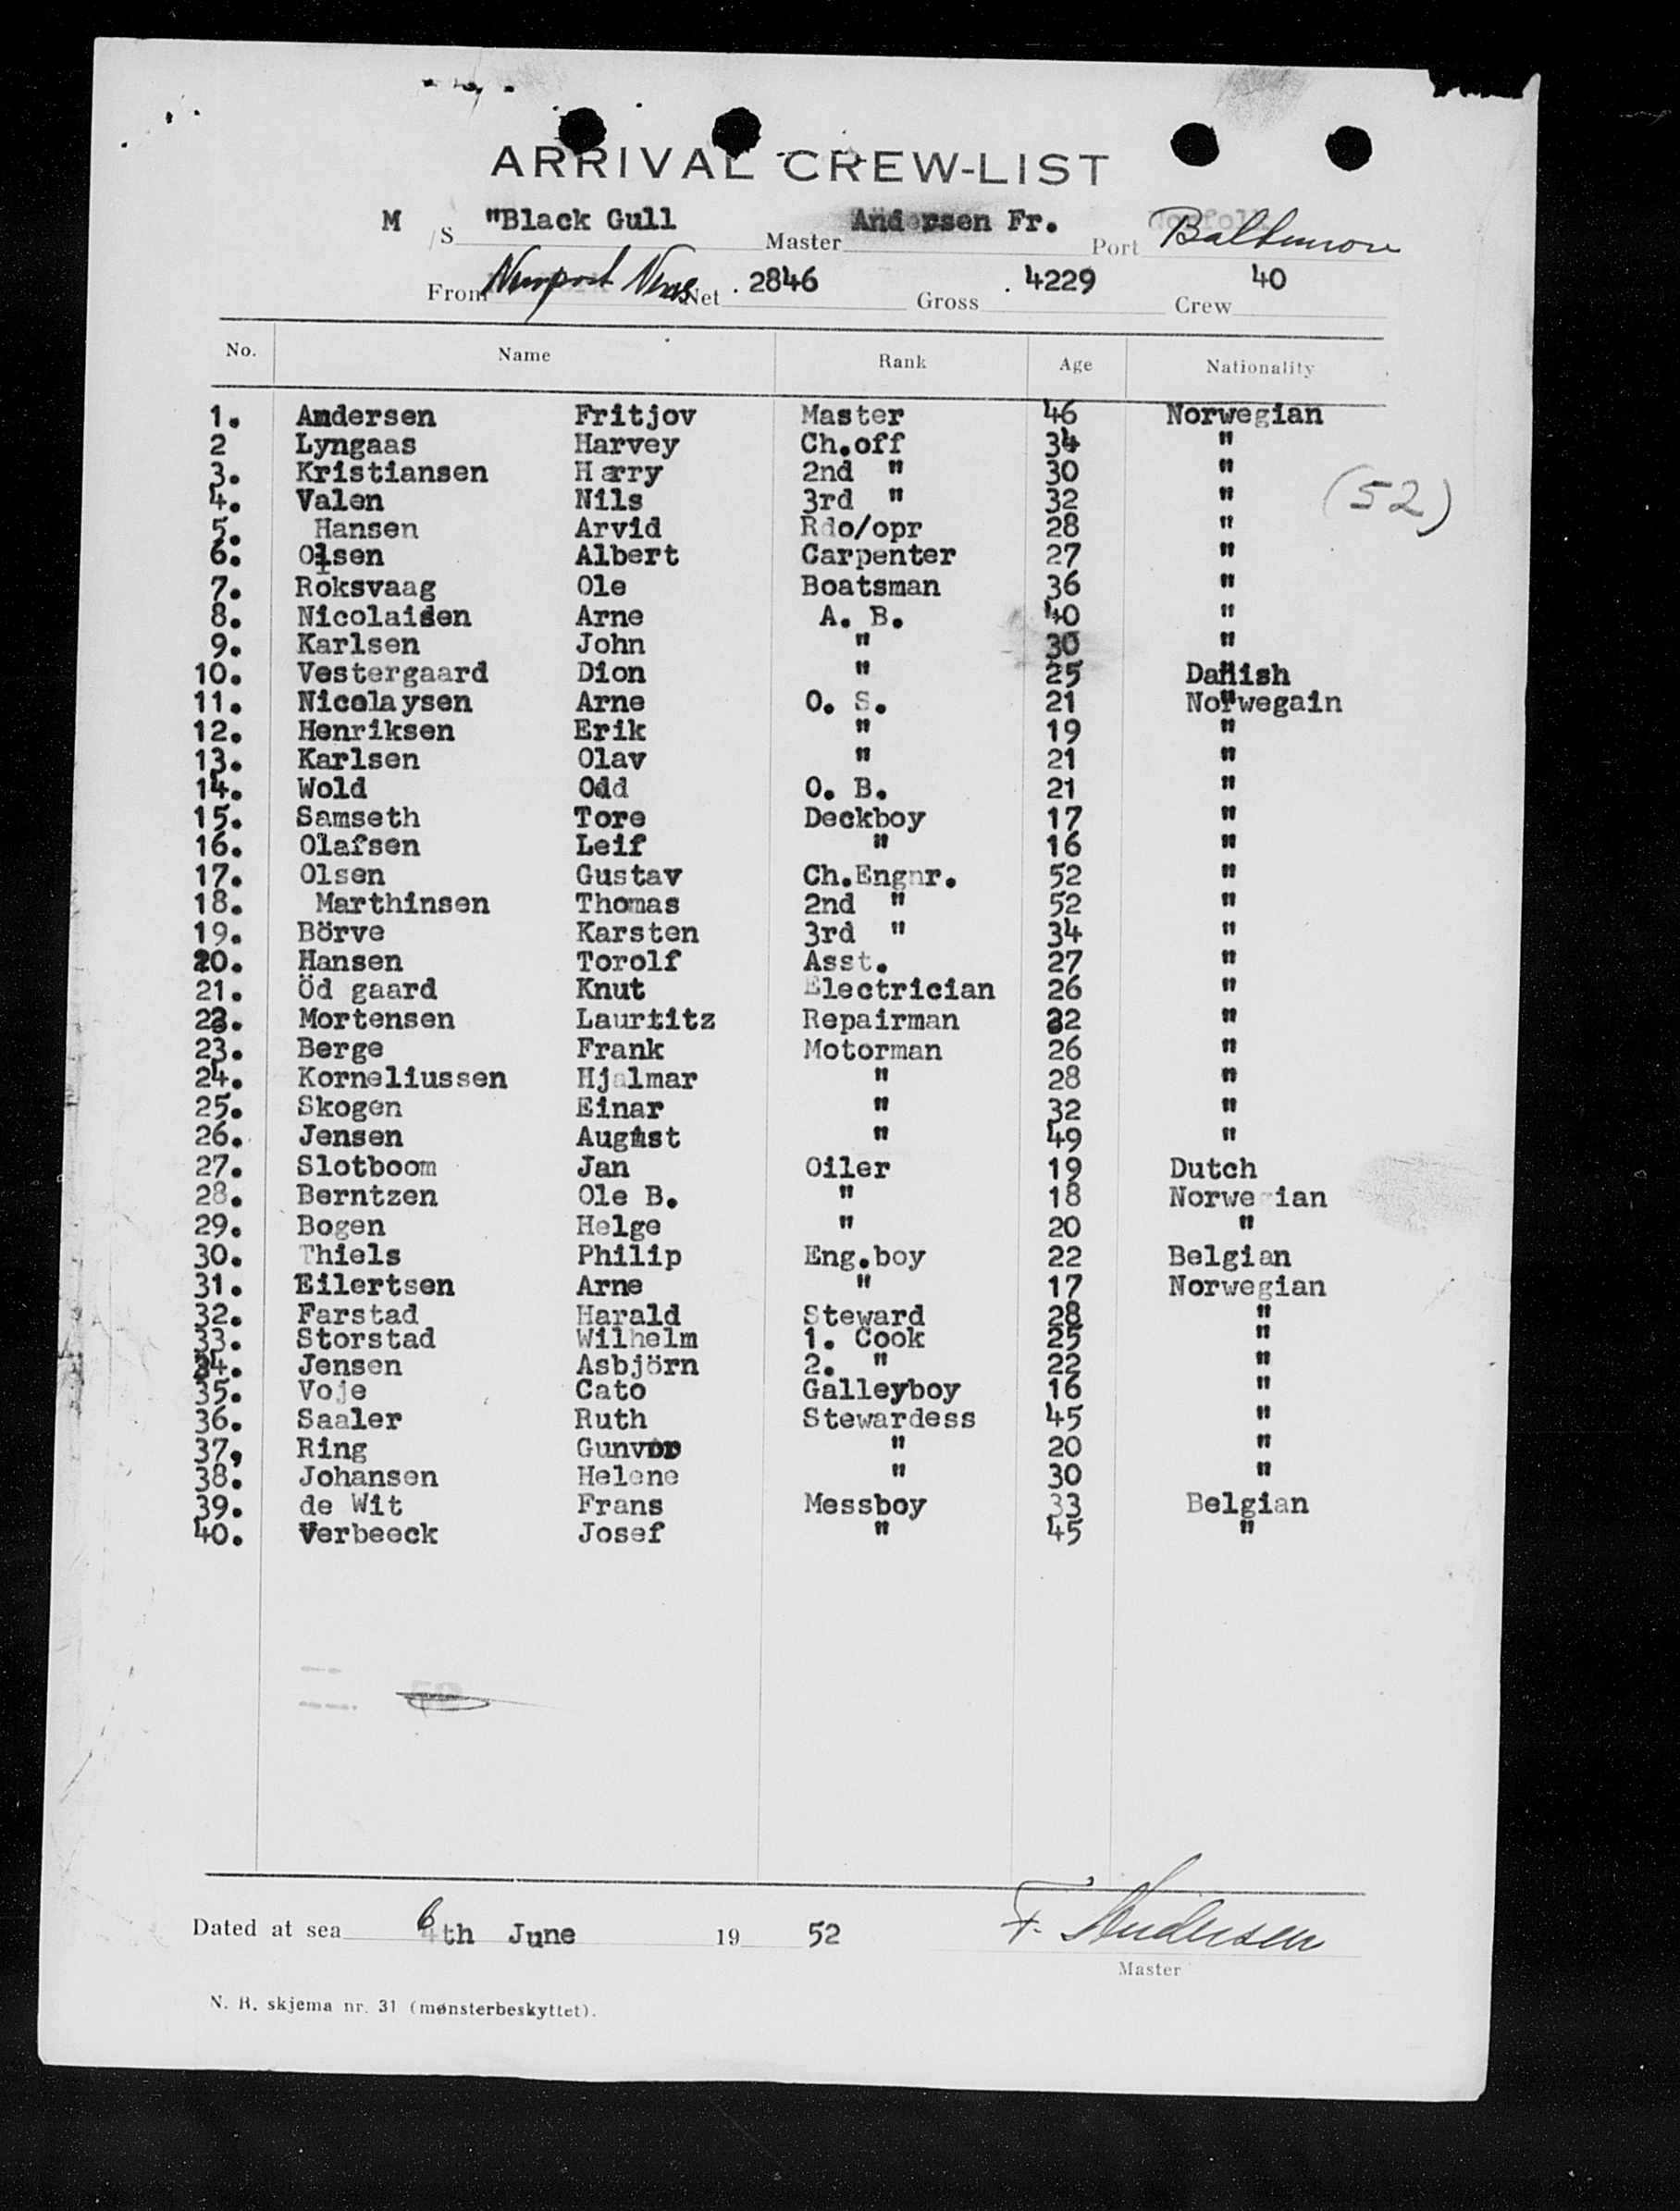 ARRIVAL CREW-LIST
M /S "Black Gull Master Andersen Fr. Port Baltimore
From Newport News Net . 2846 Gross . 4229 Crew 40
No. Name Rank Age Nationality
1. Andersen Fritjov Master 46 Norwegian
2 Lyngaas Harvey Ch.off 34 "
3. Kristiansen Harry 2nd " 30 "
4. Valen Nils 3rd " 32 "
(52)
5. Hansen Arvid Rdo/opr 28 "
6. Olsen Albert Carpenter 27 "
7. Roksvaag Ole Boatsman 36 "
8. Nicolaisen Arne A. B. 40 "
9. Karlsen John " 30 "
10. Vestergaard Dion " 25 Danish
11. Nicolaysen Arne O. S. 21 Norwegain
12. Henriksen Erik " 19 "
13. Karlsen Olav " 21 "
14. Wold Odd O. B. 21 "
15. Samseth Tore Deckboy 17 "
16. Olafsen Leif " 16 "
17. Olsen Gustav Ch.Engnr. 52 "
18. Marthinsen Thomas 2nd " 52 "
19. Börve Karsten 3rd " 34 "
20. Hansen Torolf Asst. 27 "
21. Öd gaard Knut Electrician 26 "
22. Mortensen Laurtitz Repairman 32 "
23. Berge Frank Motorman 26 "
24. Korneliussen Hjalmar " 28 "
25. Skogen Einar " 32 "
26. Jensen August " 49 "
27. Slotboom Jan Oiler 19 Dutch
28. Berntzen Ole B. " 18 Norwegian
29. Bogen Helge " 20 "
30. Thiels Philip Eng.boy 22 Belgian
31. Eilertsen Arne " 17 Norwegian
32. Farstad Harald Steward 28 "
33. Storstad Wilhelm 1. Cook 25 "
34. Jensen Asbjörn 2. " 22 "
35. Voje Cato Galleyboy 16 "
36. Saaler Ruth Stewardess 45 "
37, Ring Gunvor " 20 "
38. Johansen Helene " 30 "
39. de Wit Frans Messboy 33 Belgian
40. Verbeeck Josef " 45 "
Dated at sea 6th June 19 52 F. Andersen
Master
N. R. skjema nr. 31 (mønsterbeskyttet).